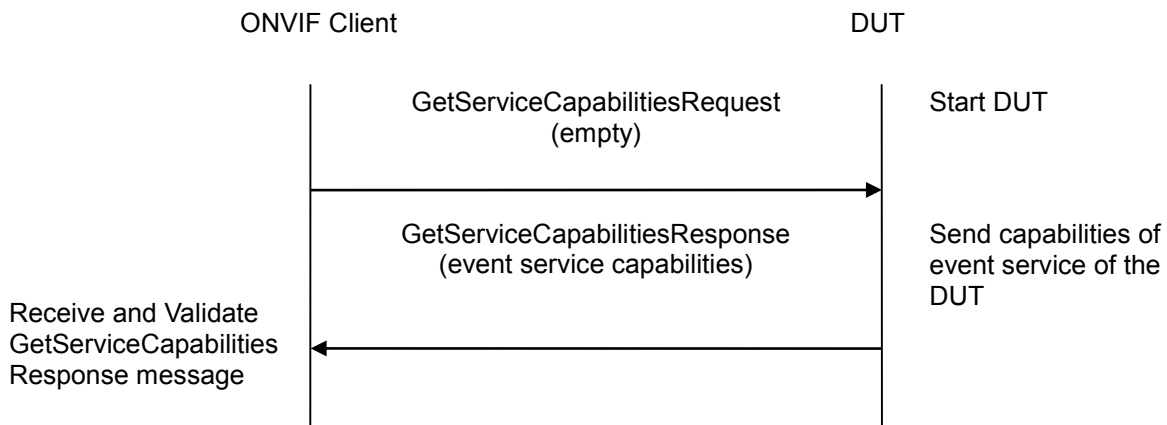 ONVIF Client
DUT
GetServiceCapabilitiesRequest
(empty)
Start DUT
GetServiceCapabilitiesResponse
(event service capabilities)
Send capabilities of
event service of the
DUT
Receive and Validate
GetServiceCapabilities
Response message